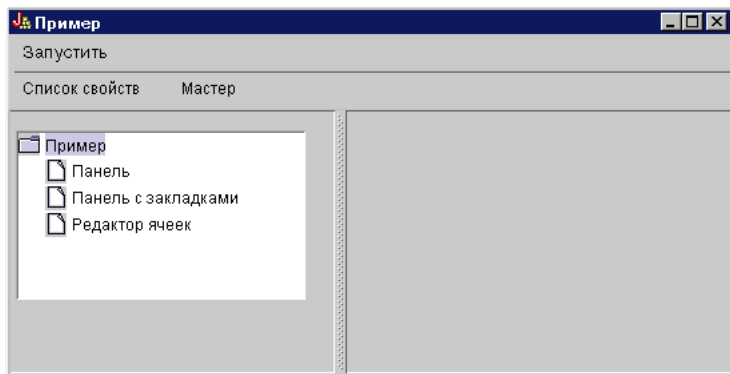 Пример
Запустить
Список свойств Мастер
Пример
Панель
Панель с закладками
Редактор ячеек